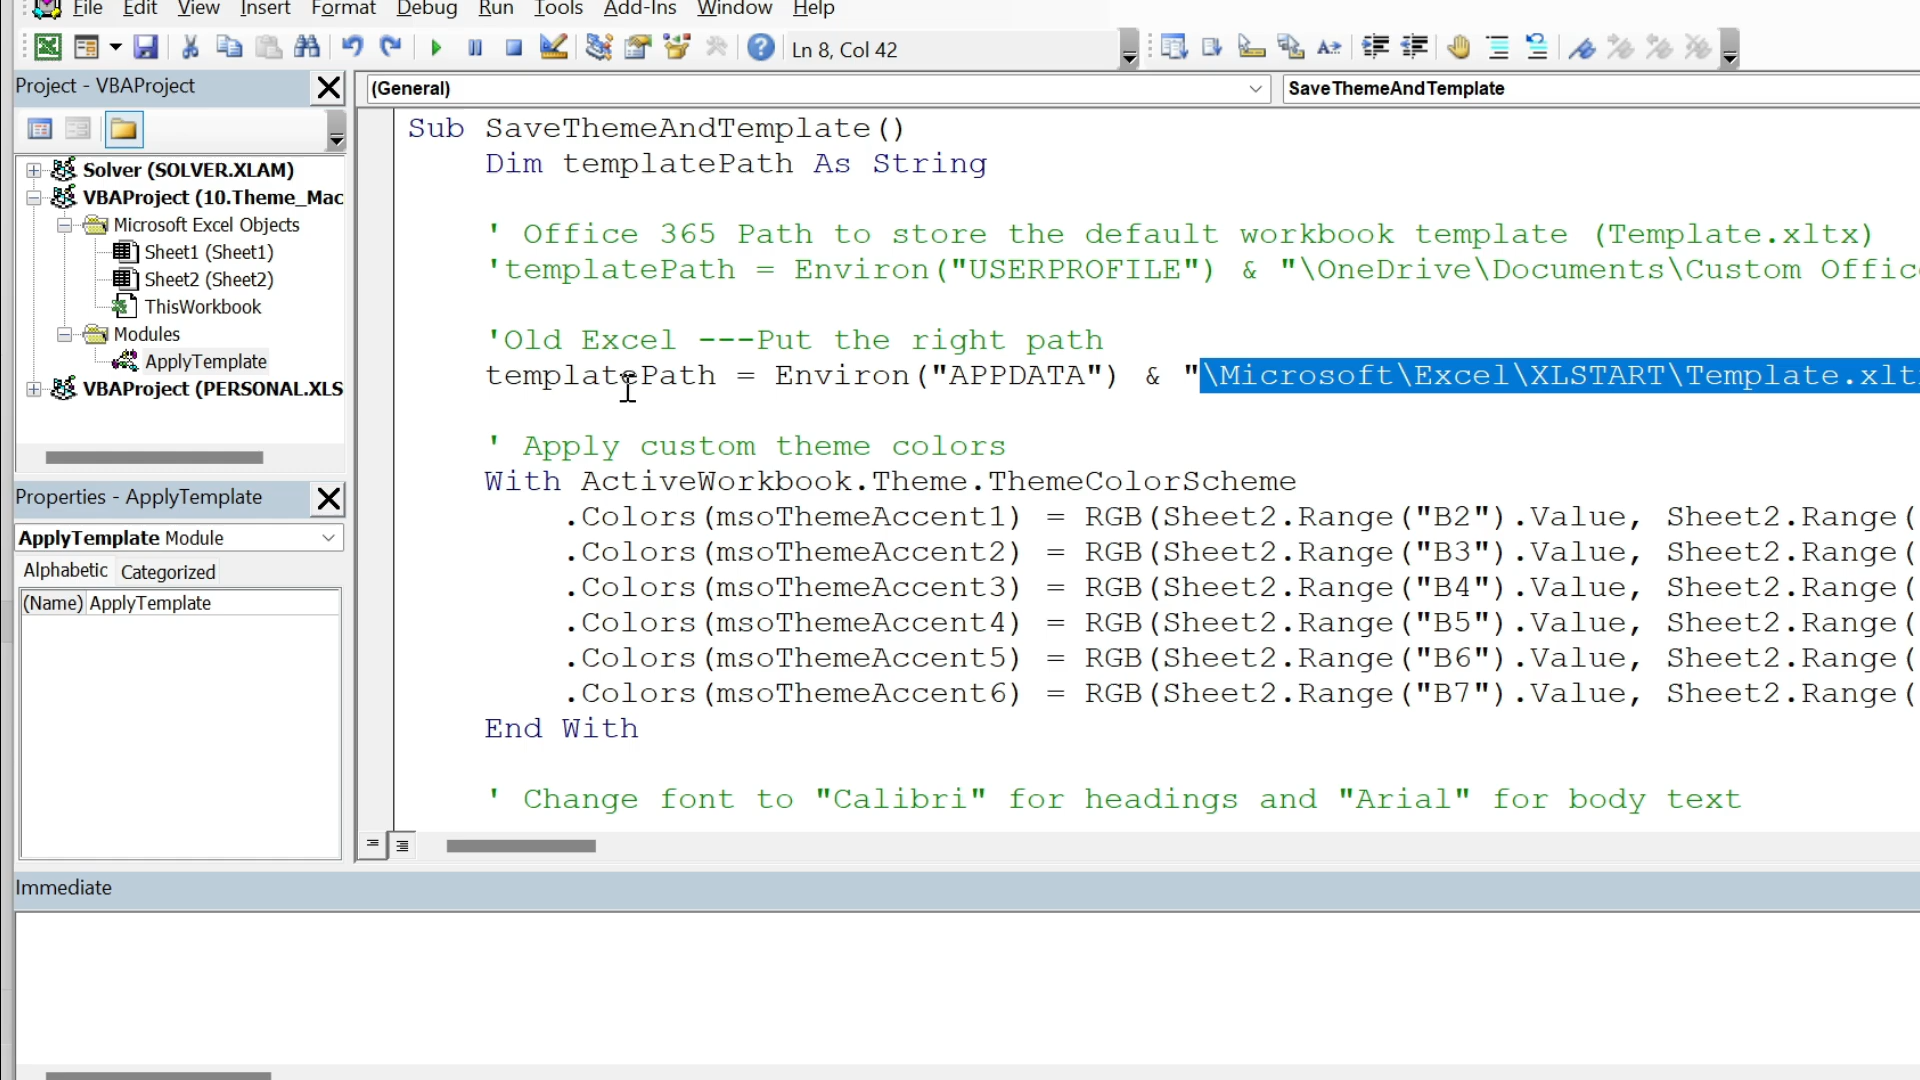 File Edit View Insert Format Debug Run Tools Add-Ins Window Help
Ln 8, Col 42
Project - VBAProject
(General)
SaveThemeAndTemplate
Solver (SOLVER.XLAM)
VBAProject (10.Theme_Mac
Microsoft Excel Objects
Sheet1 (Sheet1)
Sheet2 (Sheet2)
ThisWorkbook
Modules
ApplyTemplate
VBAProject (PERSONAL.XLS
Properties - ApplyTemplate
ApplyTemplate Module
Alphabetic Categorized
(Name) ApplyTemplate
Sub SaveThemeAndTemplate()
Dim templatePath As String
' Office 365 Path to store the default workbook template (Template.xltx)
'templatePath = Environ("USERPROFILE") & "\OneDrive\Documents\Custom Offic
'Old Excel ---Put the right path
templatePath = Environ("APPDATA") & "\Microsoft\Excel\XLSTART\Template.xlt
' Apply custom theme colors
With ActiveWorkbook.Theme.ThemeColorScheme
.Colors(msoThemeAccent1) = RGB(Sheet2.Range("B2").Value, Sheet2.Range(
.Colors(msoThemeAccent2) = RGB(Sheet2.Range("B3").Value, Sheet2.Range(
.Colors(msoThemeAccent3) = RGB(Sheet2.Range("B4").Value, Sheet2.Range(
.Colors(msoThemeAccent4) = RGB(Sheet2.Range("B5").Value, Sheet2.Range(
.Colors(msoThemeAccent5) = RGB(Sheet2.Range("B6").Value, Sheet2.Range(
.Colors(msoThemeAccent6) = RGB(Sheet2.Range("B7").Value, Sheet2.Range(
End With
' Change font to "Calibri" for headings and "Arial" for body text
Immediate